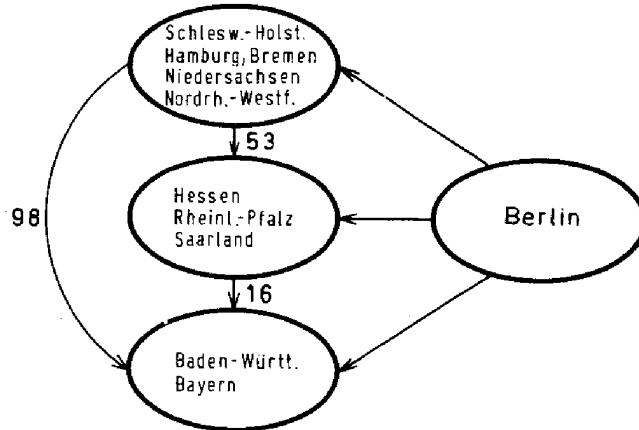 Schlesw.-Holst.
Hamburg, Bremen
Niedersachsen
Nordrh.-Westf.
53
98
Hessen
Rheinl.-Pfalz
Saarland
Berlin
16
Baden-Württ.
Bayern